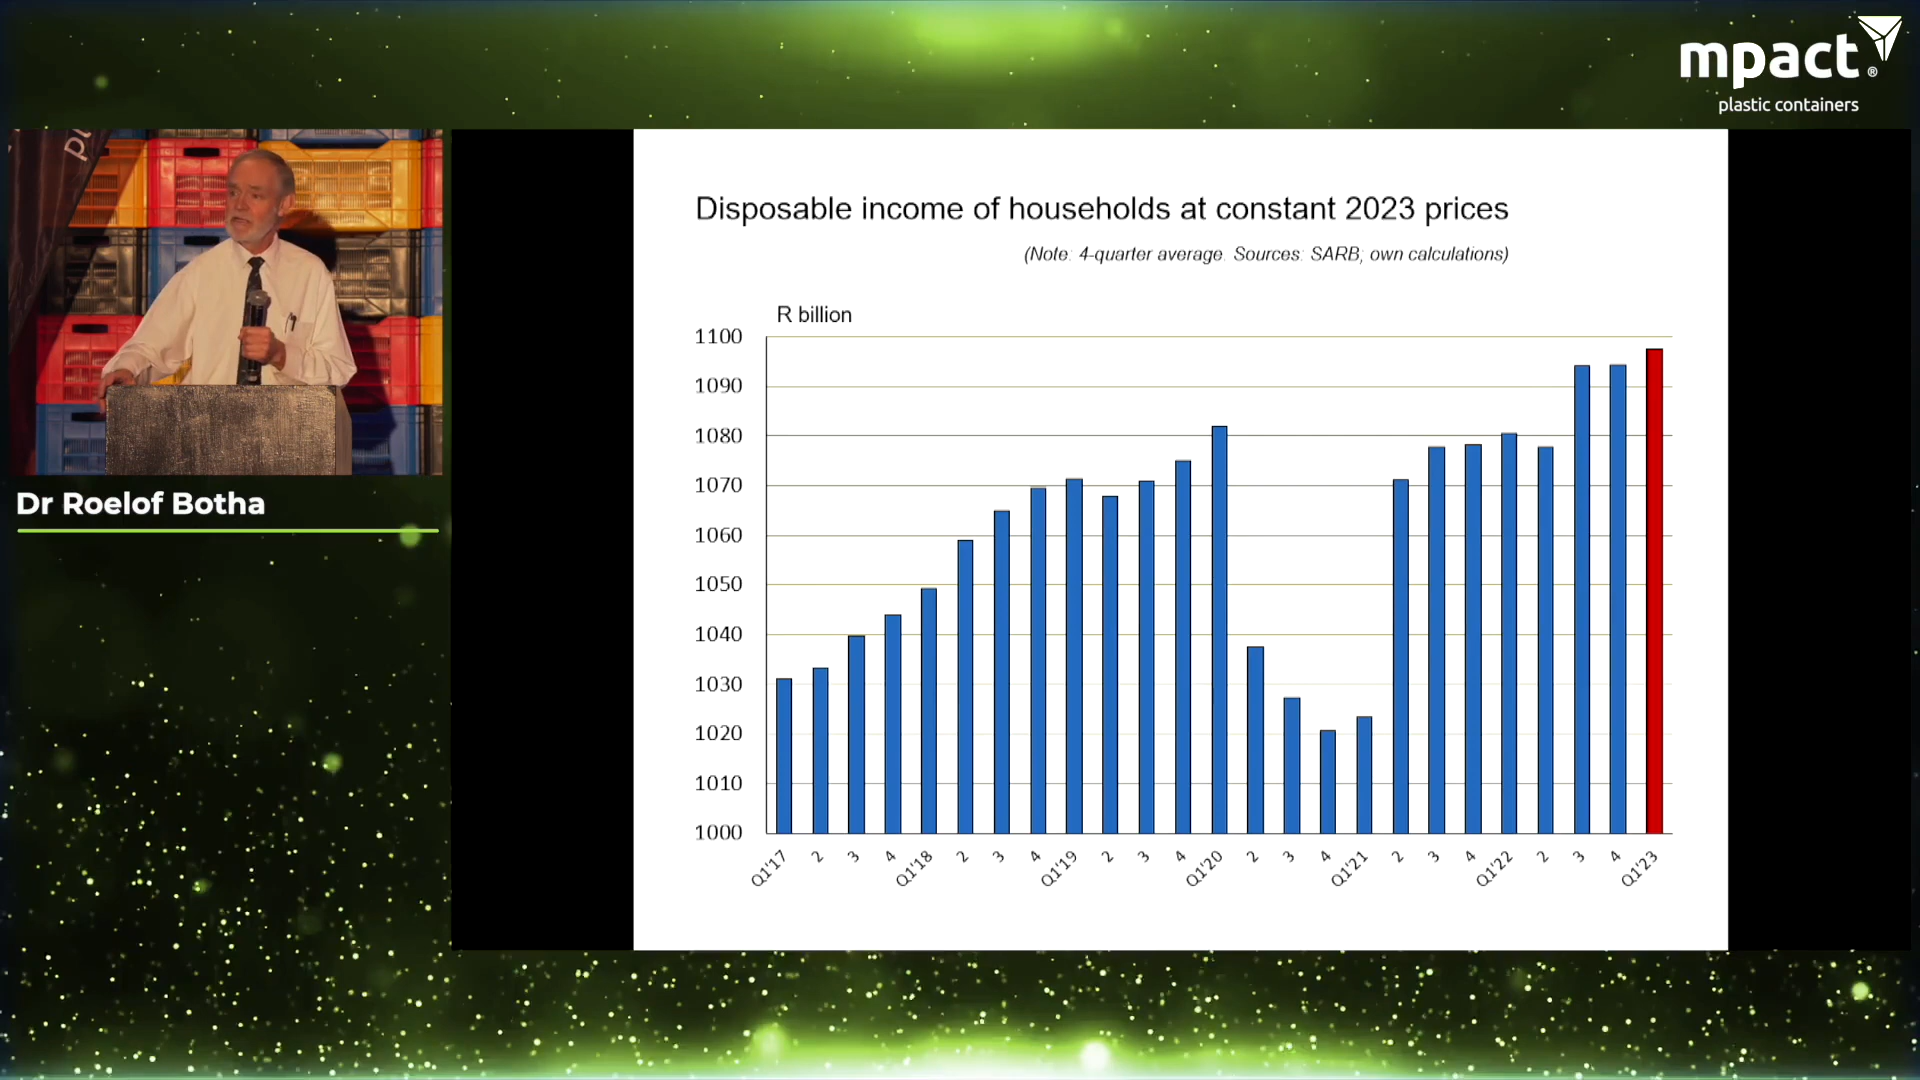 mpact®
plastic containers
Dr Roelof Botha
Disposable income of households at constant 2023 prices
(Note: 4-quarter average. Sources: SARB; own calculations)
R billion
1100
1090
1080
1070
1060
1050
1040
1030
1020
1010
1000
Q1'17 2 3 4 Q1'18 2 3 4 Q1'19 2 3 4 Q1'20 2 3 4 Q1'21 2 3 4 Q1'22 2 3 4 Q1'23